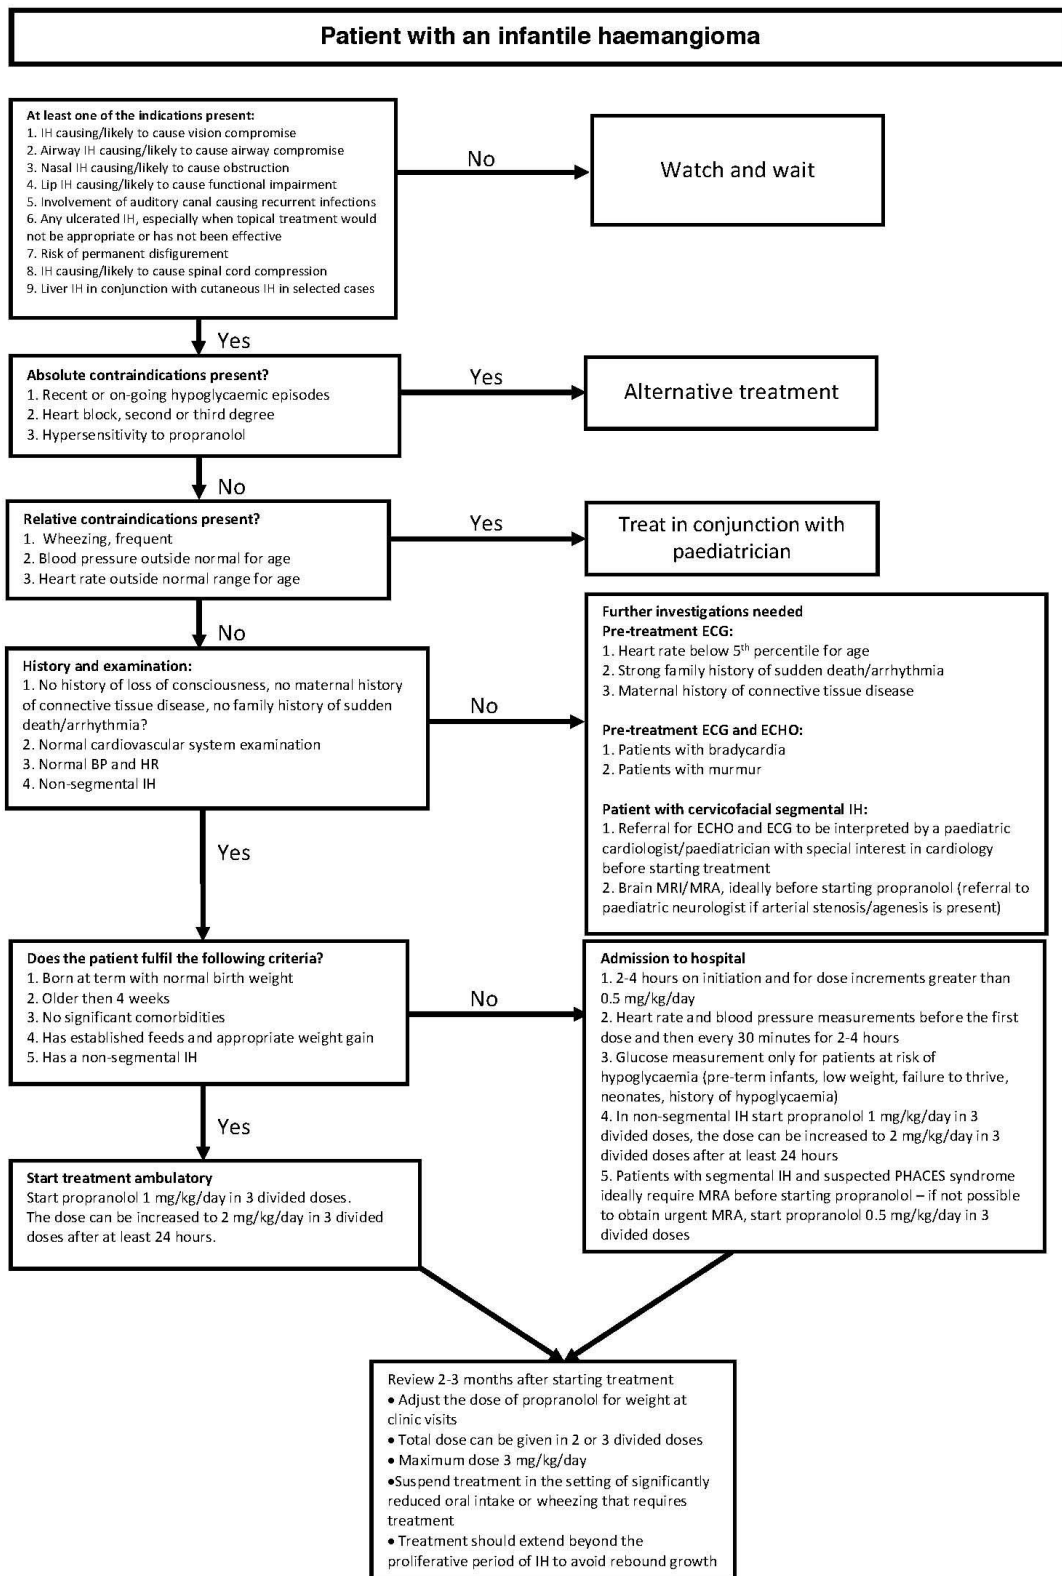 Patient with an infantile haemangioma
At least one of the indications present:
1. IH causing/likely to cause vision compromise
2. Airway IH causing/likely to cause airway compromise
3. Nasal IH causing/likely to cause obstruction
4. Lip IH causing/likely to cause functional impairment
5. Involvement of auditory canal causing recurrent infections
6. Any ulcerated IH, especially when topical treatment would
not be appropriate or has not been effective
7. Risk of permanent disfigurement
8. IH causing/likely to cause spinal cord compression
9. Liver IH in conjunction with cutaneous IH in selected cases
No
Watch and wait
Yes
Absolute contraindications present?
1. Recent or on-going hypoglycaemic episodes
2. Heart block, second or third degree
3. Hypersensitivity to propranolol
Yes
Alternative treatment
No
Relative contraindications present?
1. Wheezing, frequent
2. Blood pressure outside normal for age
3. Heart rate outside normal range for age
Yes
Treat in conjunction with
paediatrician
No
History and examination:
1. No history of loss of consciousness, no maternal history
of connective tissue disease, no family history of sudden
death/arrhythmia?
2. Normal cardiovascular system examination
3. Normal BP and HR
4. Non-segmental IH
No
Further investigations needed
Pre-treatment ECG:
1. Heart rate below 5th percentile for age
2. Strong family history of sudden death/arrhythmia
3. Maternal history of connective tissue disease
Pre-treatment ECG and ECHO:
1. Patients with bradycardia
2. Patients with murmur
Patient with cervicofacial segmental IH:
1. Referral for ECHO and ECG to be interpreted by a paediatric
cardiologist/paediatrician with special interest in cardiology
before starting treatment
2. Brain MRI/MRA, ideally before starting propranolol (referral to
paediatric neurologist if arterial stenosis/agenesis is present)
Yes
Does the patient fulfil the following criteria?
1. Born at term with normal birth weight
2. Older then 4 weeks
3. No significant comorbidities
4. Has established feeds and appropriate weight gain
5. Has a non-segmental IH
No
Admission to hospital
1. 2-4 hours on initiation and for dose increments greater than
0.5 mg/kg/day
2. Heart rate and blood pressure measurements before the first
dose and then every 30 minutes for 2-4 hours
3. Glucose measurement only for patients at risk of
hypoglycaemia (pre-term infants, low weight, failure to thrive,
neonates, history of hypoglycaemia)
4. In non-segmental IH start propranolol 1 mg/kg/day in 3
divided doses, the dose can be increased to 2 mg/kg/day in 3
divided doses after at least 24 hours
5. Patients with segmental IH and suspected PHACES syndrome
ideally require MRA before starting propranolol – if not possible
to obtain urgent MRA, start propranolol 0.5 mg/kg/day in 3
divided doses
Yes
Start treatment ambulatory
Start propranolol 1 mg/kg/day in 3 divided doses.
The dose can be increased to 2 mg/kg/day in 3 divided
doses after at least 24 hours.
Review 2-3 months after starting treatment
• Adjust the dose of propranolol for weight at
clinic visits
• Total dose can be given in 2 or 3 divided doses
• Maximum dose 3 mg/kg/day
•Suspend treatment in the setting of significantly
reduced oral intake or wheezing that requires
treatment
• Treatment should extend beyond the
proliferative period of IH to avoid rebound growth